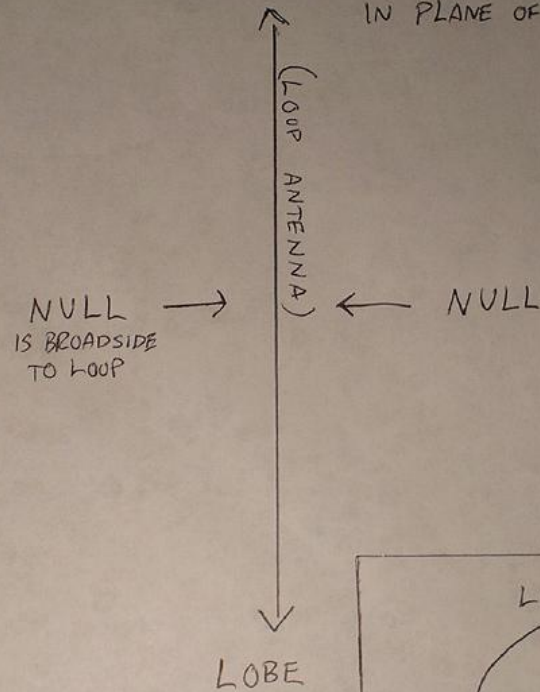 IN PLANE OF
(LOOP ANTENNA)
NULL
IS BROADSIDE
TO LOOP
NULL
L
LOBE